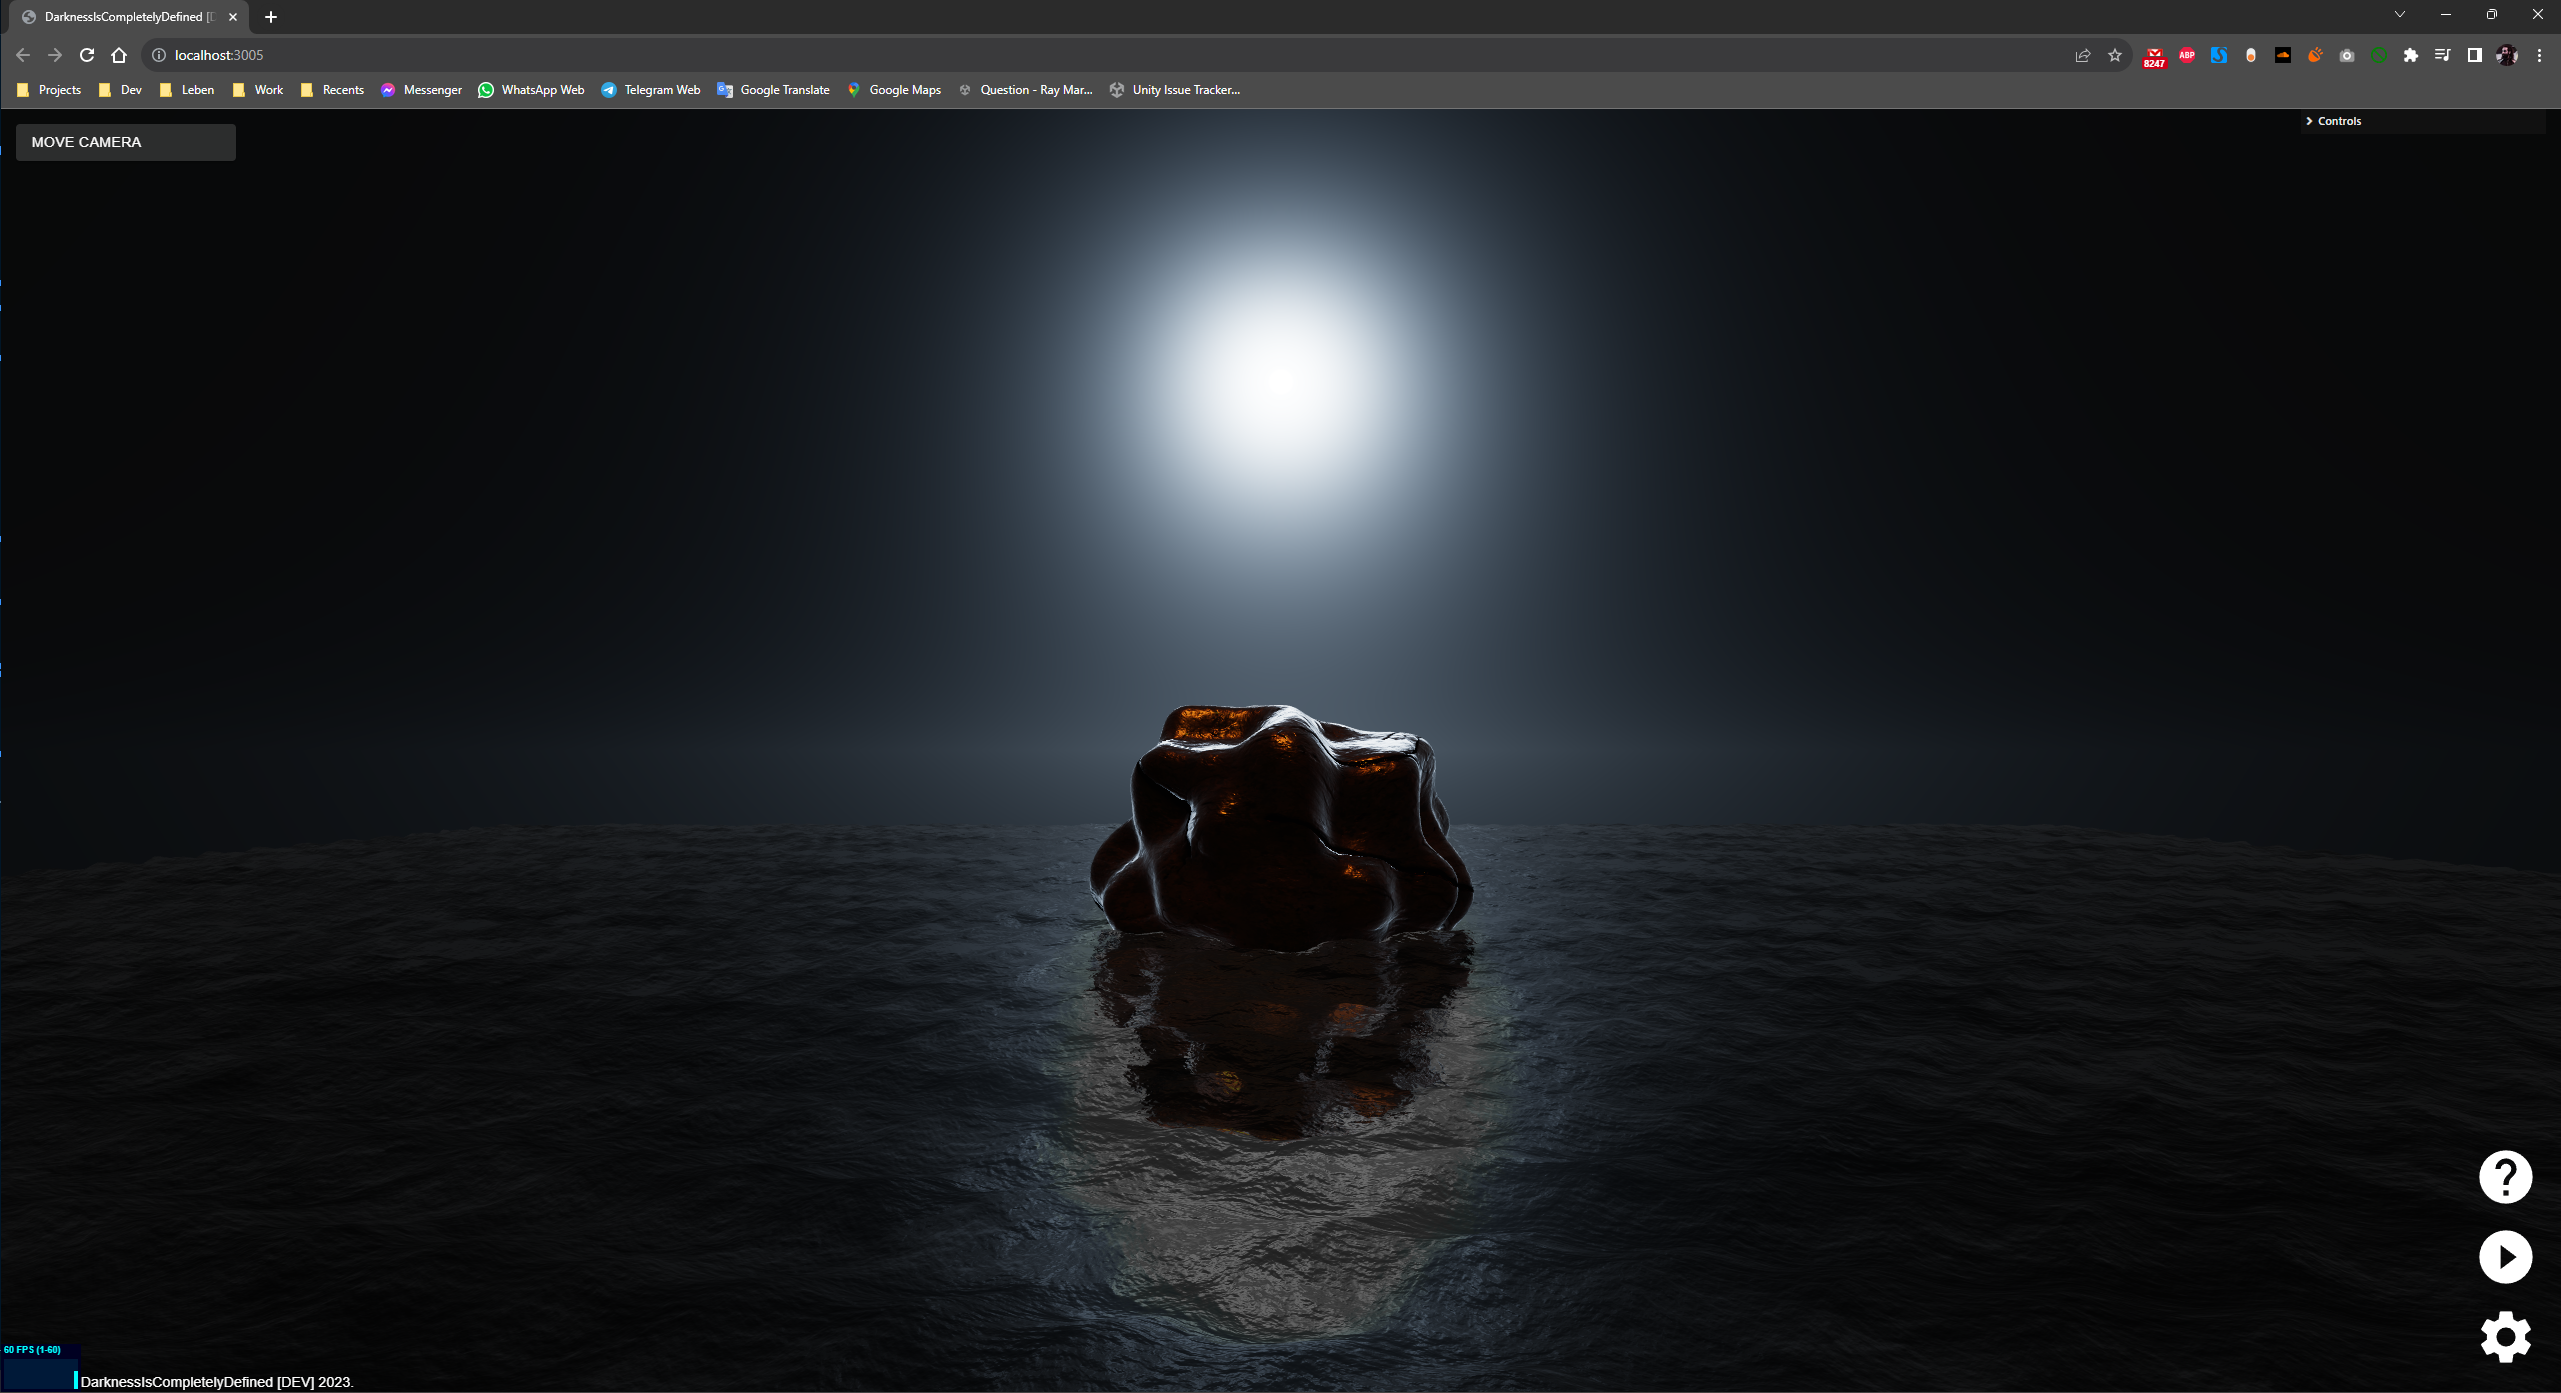 DarknessIsCompletelyDefined [D
localhost:3005
8247
ABP
Projects
Dev
Leben
Work
Recents
Messenger
WhatsApp Web
Telegram Web
Google Translate
Google Maps
Question - Ray Mar...
Unity Issue Tracker...
MOVE CAMERA
Controls
?
60 FPS (1-60)
DarknessIsCompletelyDefined [DEV] 2023.